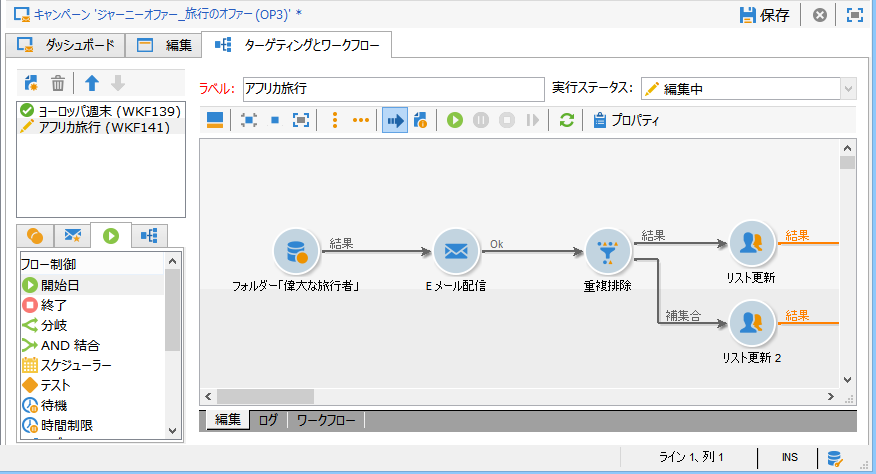 キャンペーン 'ジャーニーオファー_旅行のオファー (OP3)' *
保存
ダッシュボード
編集
ターゲティングとワークフロー
ラベル:
アフリカ旅行
実行ステータス:
編集中
プロパティ
ヨーロッパ週末 (WKF139)
アフリカ旅行 (WKF141)
フロー制御
開始日
終了
分岐
AND 結合
スケジューラー
テスト
待機
時間制限
結果
Ok
結果
結果
フォルダー「偉大な旅行者」
E メール配信
重複排除
リスト更新
補集合
結果
リスト更新 2
編集
ログ
ワークフロー
ライン 1、列 1
INS